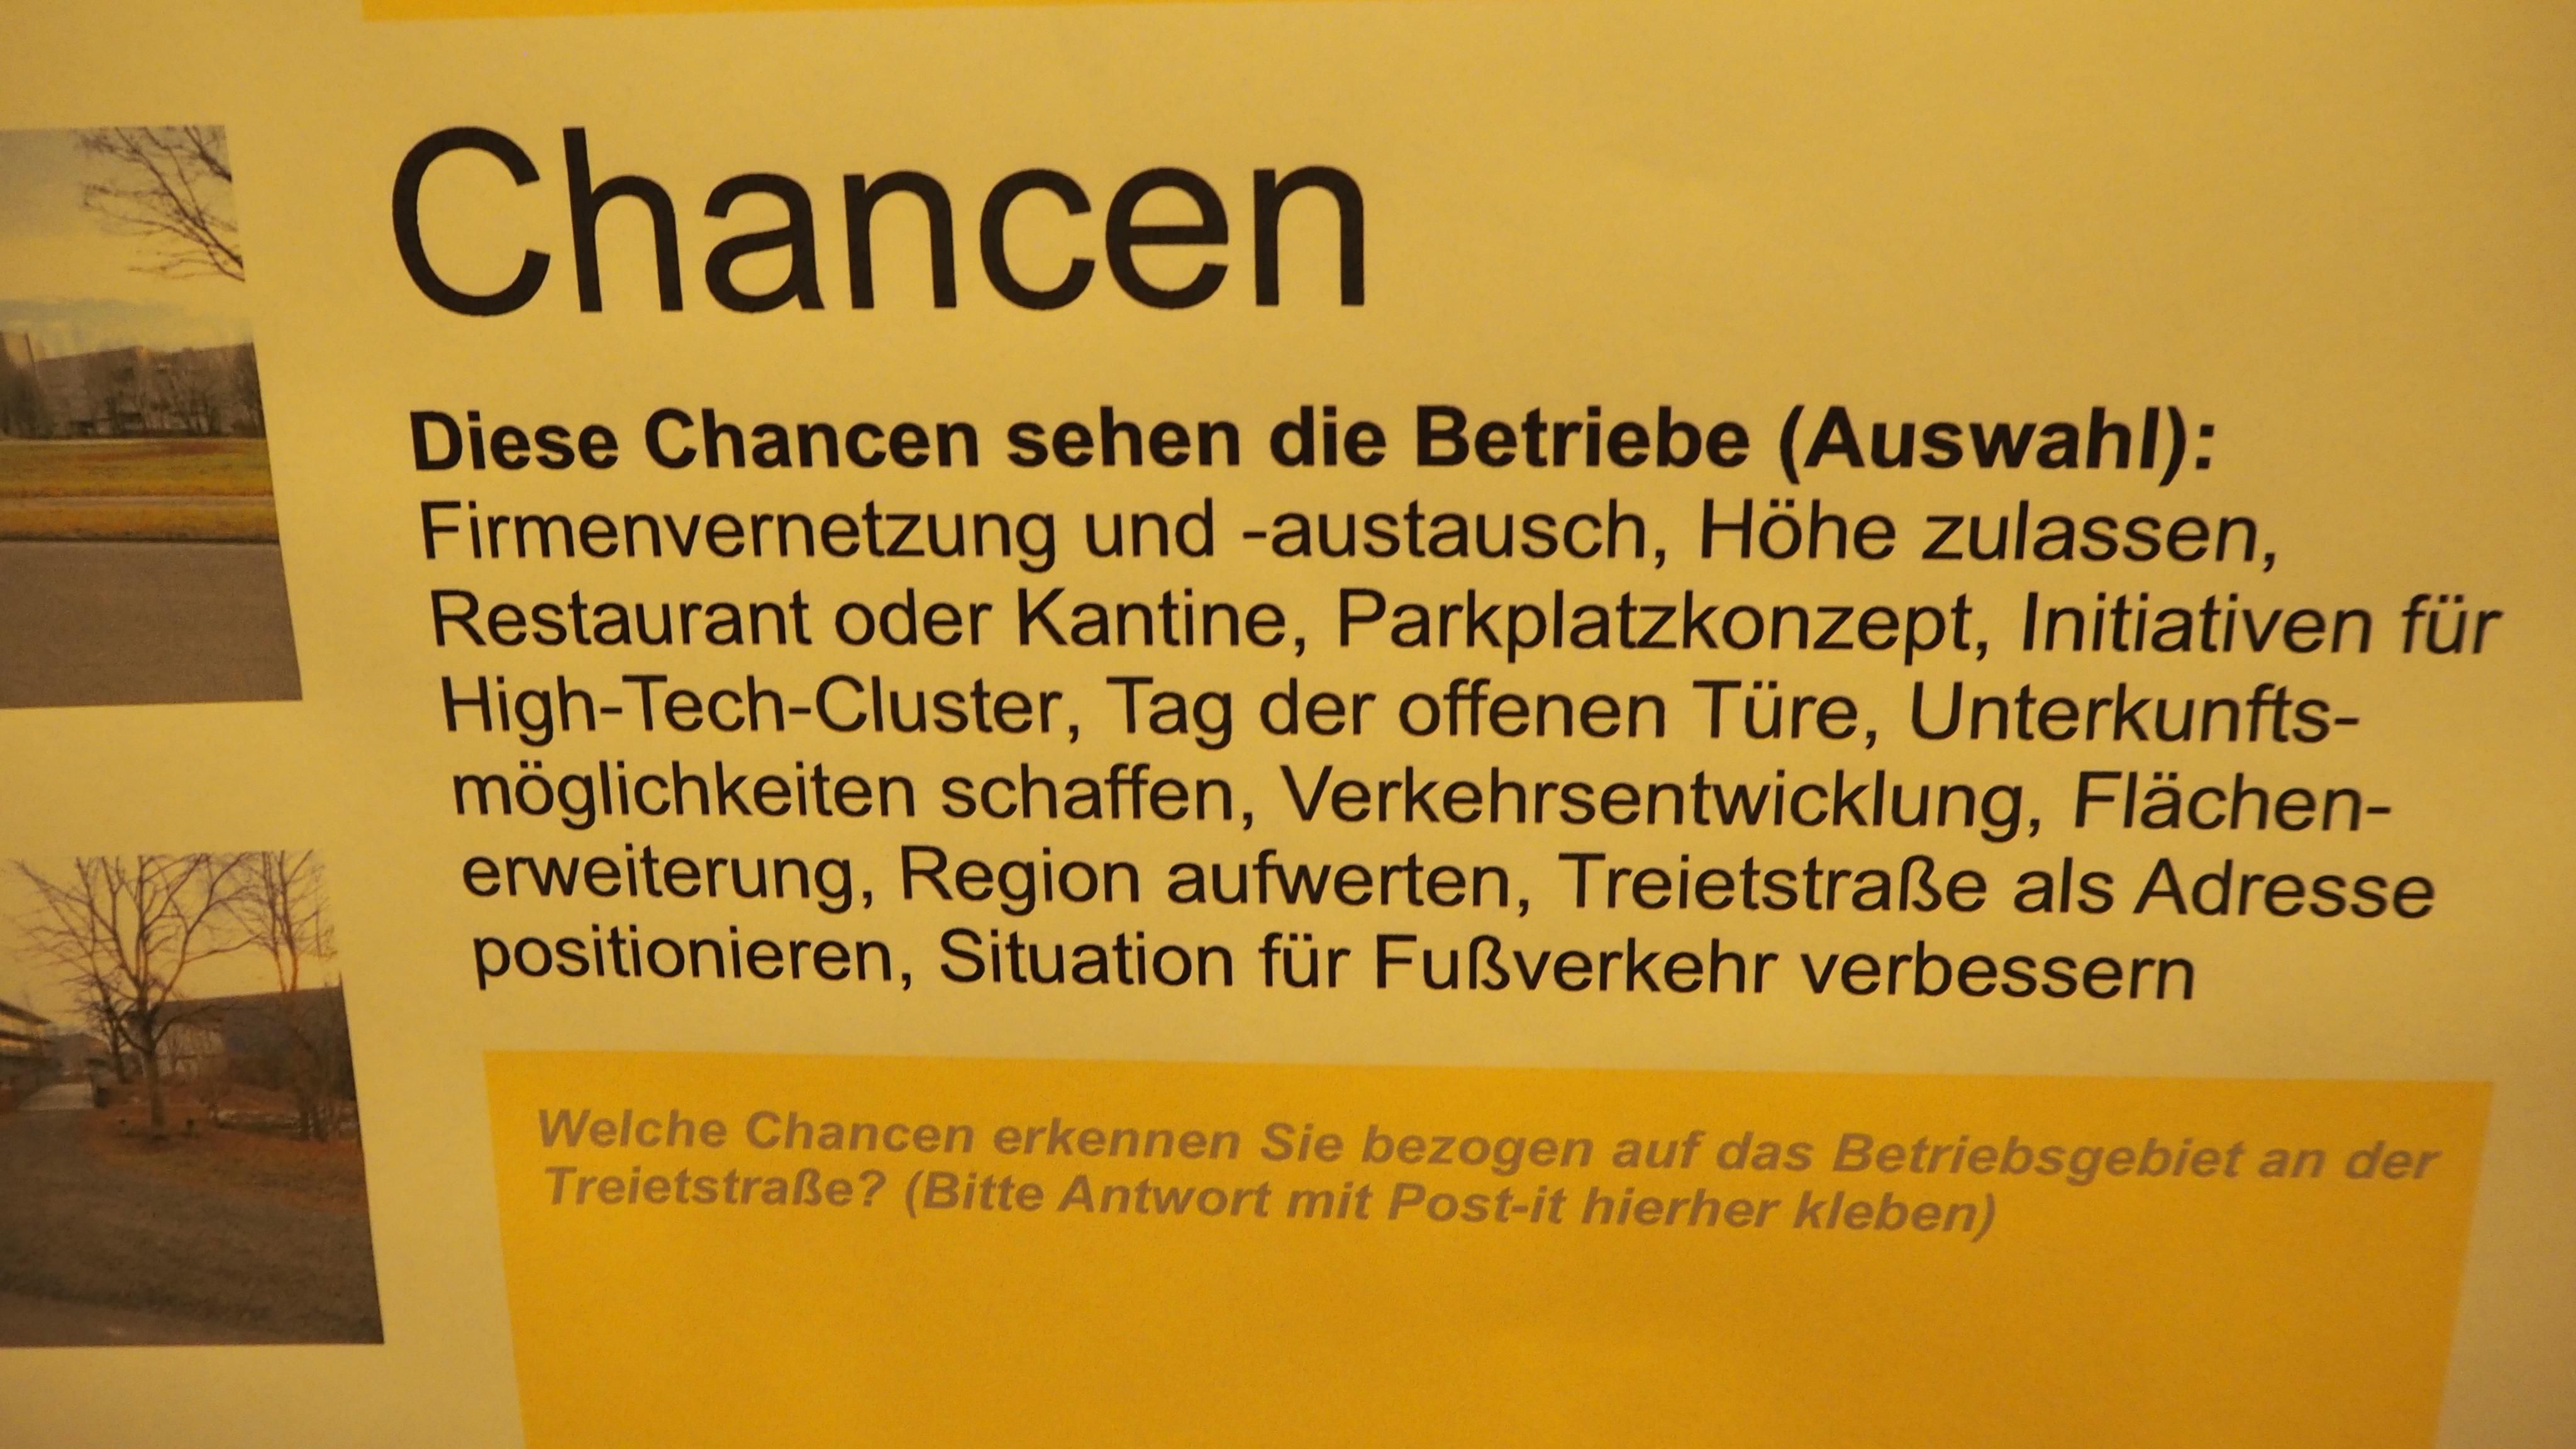 Chancen
Diese Chancen sehen die Betriebe (Auswahl):
Firmenvernetzung und -austausch, Höhe zulassen,
Restaurant oder Kantine, Parkplatzkonzept, Initiativen für
High-Tech-Cluster, Tag der offenen Türe, Unterkunfts-
möglichkeiten schaffen, Verkehrsentwicklung, Flächen-
erweiterung, Region aufwerten, Treietstraße als Adresse
positionieren, Situation für Fußverkehr verbessern
Welche Chancen erkennen Sie bezogen auf das Betriebsgebiet an der
Treietstraße? (Bitte Antwort mit Post-it hierher kleben)